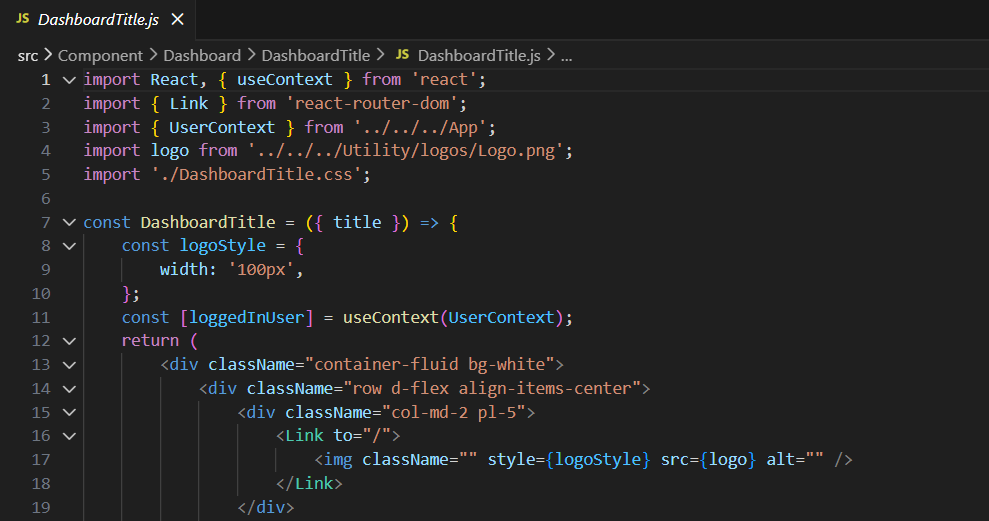 JS DashboardTitle.js ×
src > Component > Dashboard > DashboardTitle > JS DashboardTitle.js > ...
1 import React, { useContext } from 'react';
2 import { Link } from 'react-router-dom';
3 import { UserContext } from '../../../App';
4 import logo from '../../../Utility/logos/Logo.png';
5 import './DashboardTitle.css';
6
7 const DashboardTitle = ({ title }) => {
8     const logoStyle = {
9         width: '100px',
10     };
11     const [loggedInUser] = useContext(UserContext);
12     return (
13         <div className="container-fluid bg-white">
14             <div className="row d-flex align-items-center">
15                 <div className="col-md-2 pl-5">
16                     <Link to="/">
17                         <img className="" style={logoStyle} src={logo} alt="" />
18                     </Link>
19                 </div>